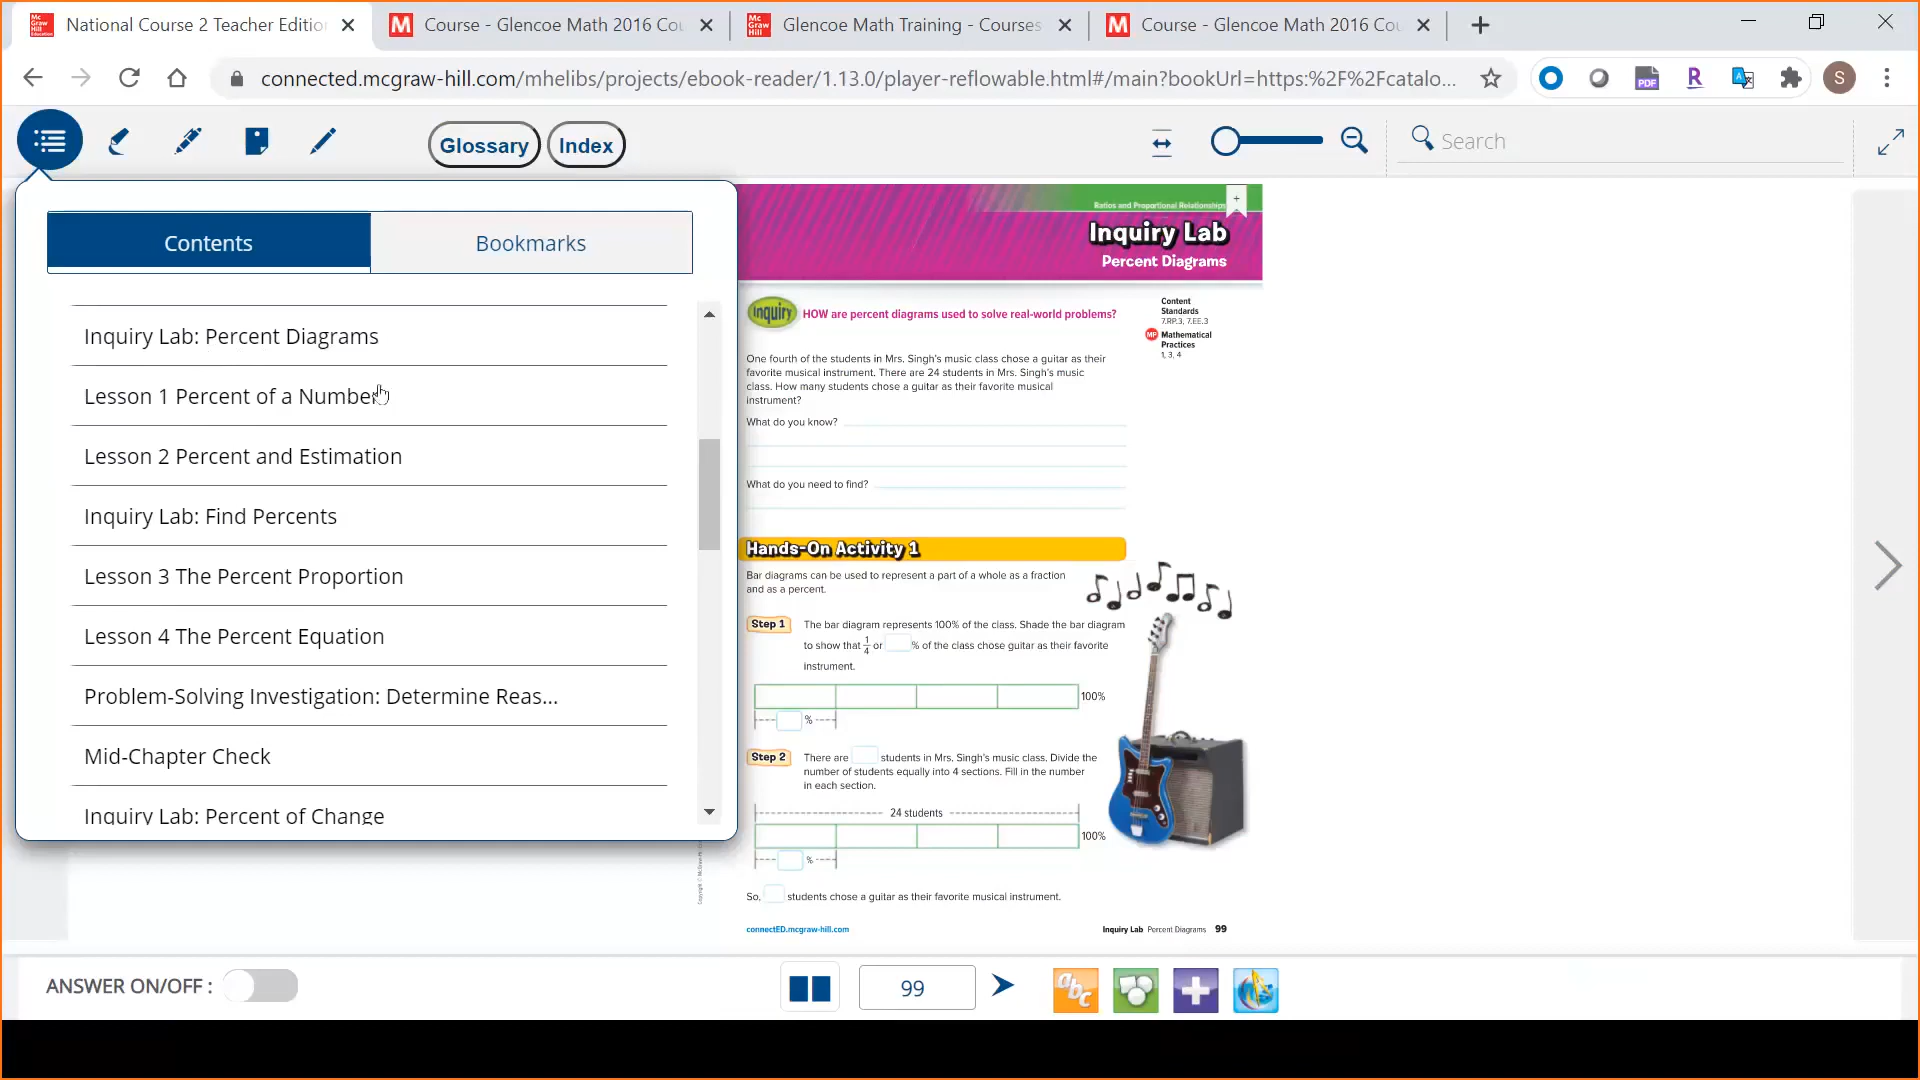 National Course 2 Teacher Editio
Course - Glencoe Math 2016 Cou
Glencoe Math Training - Courses
Course - Glencoe Math 2016 Cou
connected.mcgraw-hill.com/mhelibs/projects/ebook-reader/1.13.0/player-reflowable.html#/main?bookUrl=https:%2F%2Fcatalo...
PDF
R
S
Glossary
Index
Search
Contents
Bookmarks
Inquiry Lab: Percent Diagrams
Lesson 1 Percent of a Number
Lesson 2 Percent and Estimation
Inquiry Lab: Find Percents
Lesson 3 The Percent Proportion
Lesson 4 The Percent Equation
Problem-Solving Investigation: Determine Reas...
Mid-Chapter Check
Inquiry Lab: Percent of Change
Ratios and Proportional Relationships
Inquiry Lab
Percent Diagrams
Inquiry HOW are percent diagrams used to solve real-world problems?
Content
Standards
7.RP.3, 7.EE.3
MP Mathematical
Practices
1, 3, 4
One fourth of the students in Mrs. Singh's music class chose a guitar as their
favorite musical instrument. There are 24 students in Mrs. Singh's music
class. How many students chose a guitar as their favorite musical
instrument?
What do you know?
What do you need to find?
Hands-On Activity 1
Bar diagrams can be used to represent a part of a whole as a fraction
and as a percent.
Step 1 The bar diagram represents 100% of the class. Shade the bar diagram
to show that 1/4 or % of the class chose guitar as their favorite
instrument.
100%
%
Step 2 There are students in Mrs. Singh's music class. Divide the
number of students equally into 4 sections. Fill in the number
in each section.
24 students
100%
%
So, students chose a guitar as their favorite musical instrument.
connectED.mcgraw-hill.com
Inquiry Lab Percent Diagrams 99
ANSWER ON/OFF :
99
abc